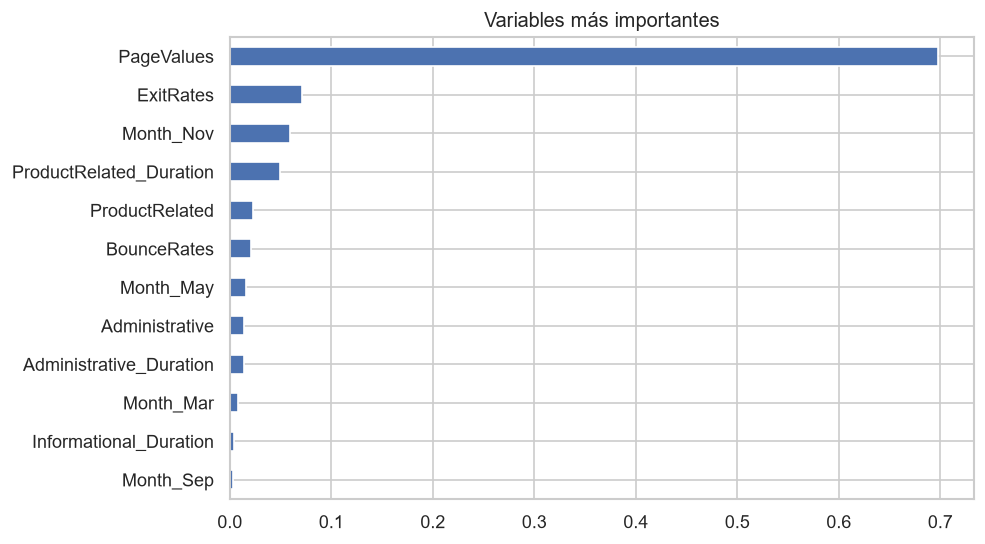 Variables más importantes
PageValues
ExitRates
Month_Nov
ProductRelated_Duration
ProductRelated
BounceRates
Month_May
Administrative
Administrative_Duration
Month_Mar
Informational_Duration
Month_Sep
0.0 0.1 0.2 0.3 0.4 0.5 0.6 0.7